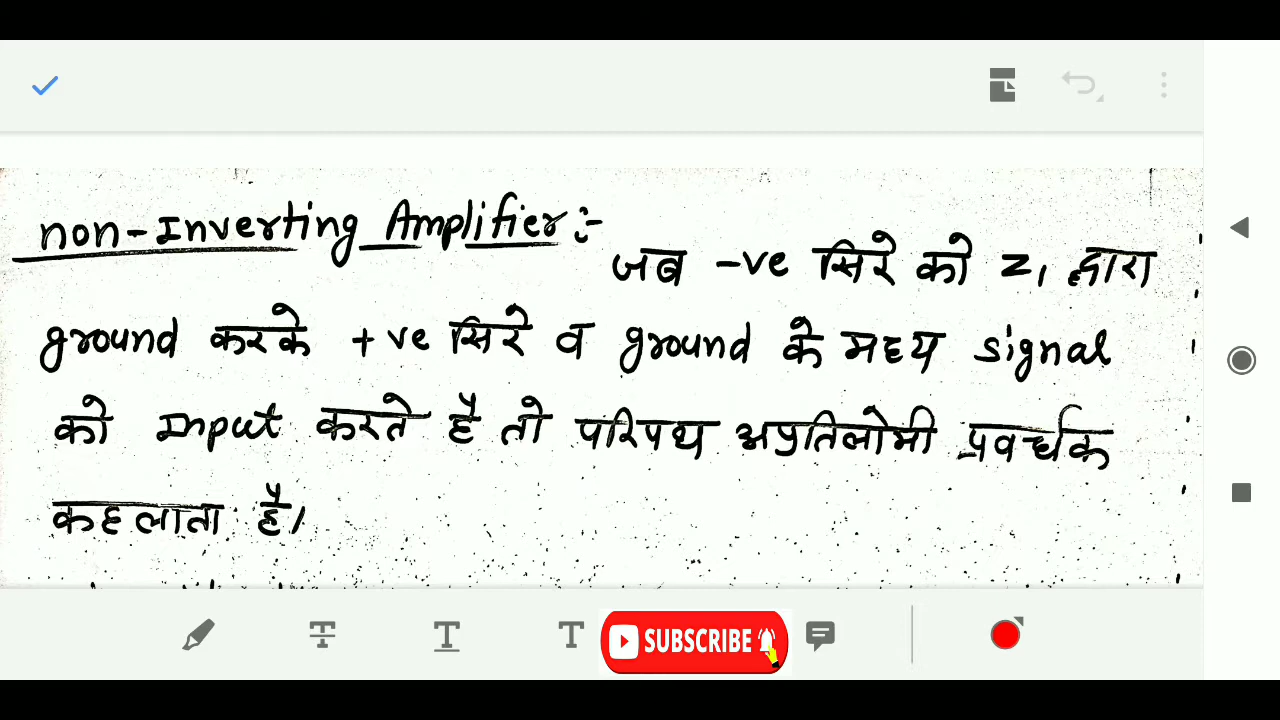 non-Inverting Amplifier:-
जब -ve सिरे को Z₁ द्वारा
ground करके +ve सिरे व ground के मध्य signal
को Input करते है तो परिपथ अप्रतिलोमी प्रवर्धक
कहलाता है।
T T T SUBSCRIBE